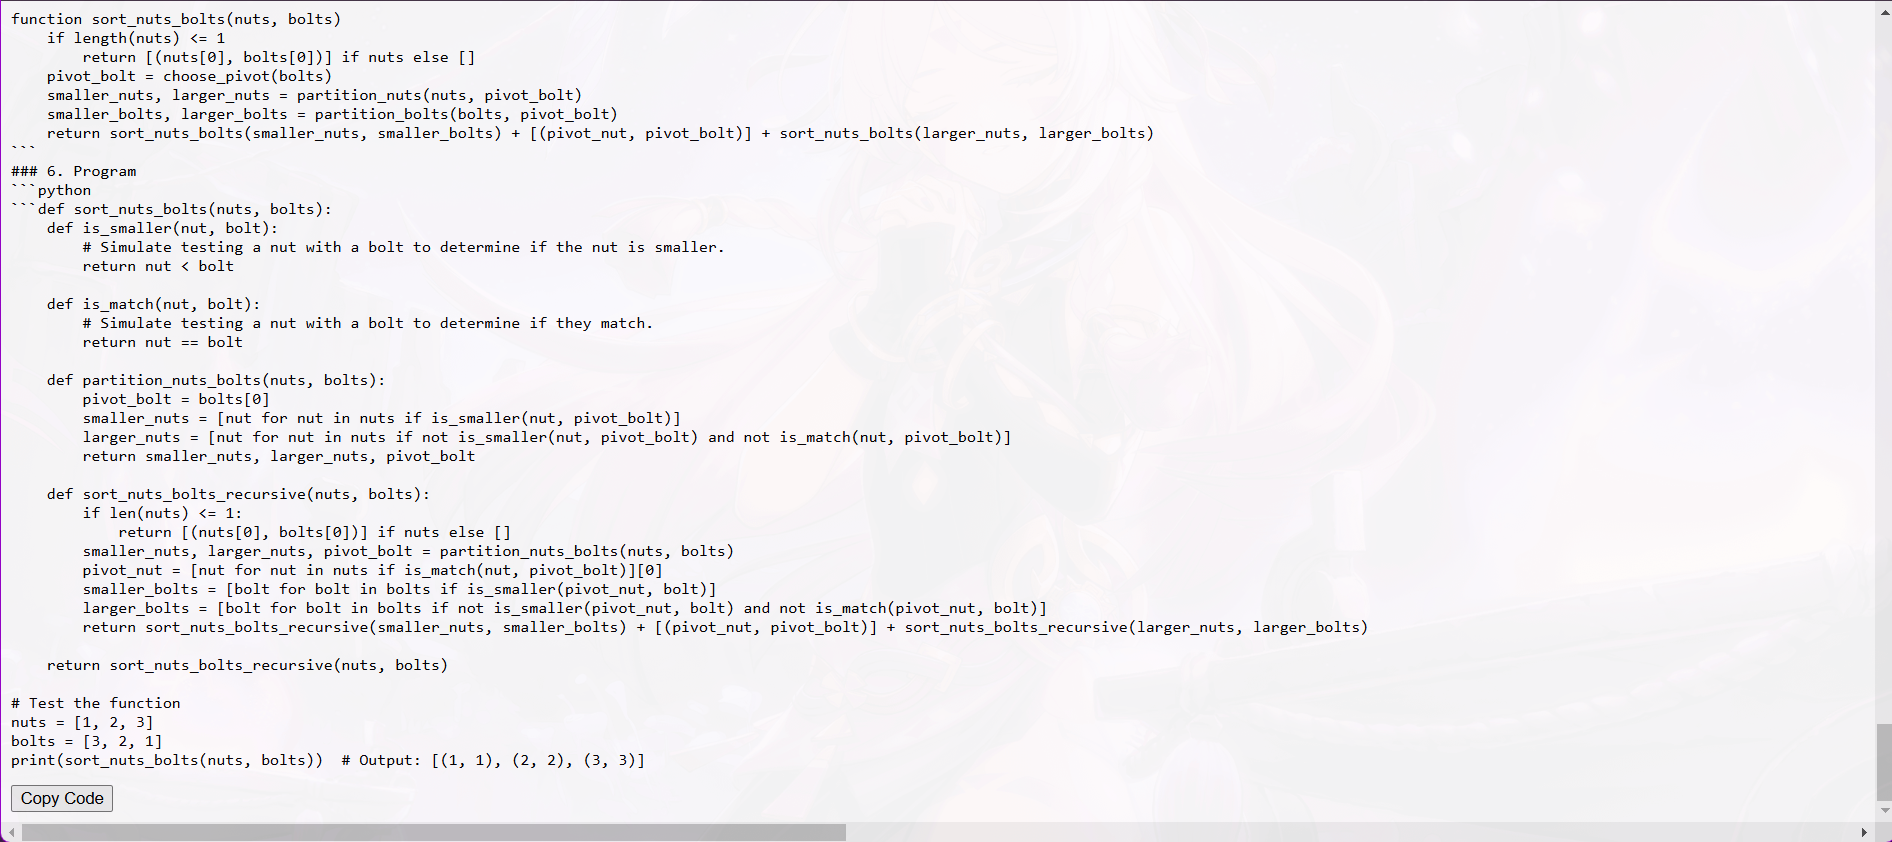 function sort_nuts_bolts(nuts, bolts)
    if length(nuts) <= 1
        return [(nuts[0], bolts[0])] if nuts else []
    pivot_bolt = choose_pivot(bolts)
    smaller_nuts, larger_nuts = partition_nuts(nuts, pivot_bolt)
    smaller_bolts, larger_bolts = partition_bolts(bolts, pivot_bolt)
    return sort_nuts_bolts(smaller_nuts, smaller_bolts) + [(pivot_nut, pivot_bolt)] + sort_nuts_bolts(larger_nuts, larger_bolts)
```
### 6. Program
```python
```def sort_nuts_bolts(nuts, bolts):
    def is_smaller(nut, bolt):
        # Simulate testing a nut with a bolt to determine if the nut is smaller.
        return nut < bolt

    def is_match(nut, bolt):
        # Simulate testing a nut with a bolt to determine if they match.
        return nut == bolt

    def partition_nuts_bolts(nuts, bolts):
        pivot_bolt = bolts[0]
        smaller_nuts = [nut for nut in nuts if is_smaller(nut, pivot_bolt)]
        larger_nuts = [nut for nut in nuts if not is_smaller(nut, pivot_bolt) and not is_match(nut, pivot_bolt)]
        return smaller_nuts, larger_nuts, pivot_bolt

    def sort_nuts_bolts_recursive(nuts, bolts):
        if len(nuts) <= 1:
            return [(nuts[0], bolts[0])] if nuts else []
        smaller_nuts, larger_nuts, pivot_bolt = partition_nuts_bolts(nuts, bolts)
        pivot_nut = [nut for nut in nuts if is_match(nut, pivot_bolt)][0]
        smaller_bolts = [bolt for bolt in bolts if is_smaller(pivot_nut, bolt)]
        larger_bolts = [bolt for bolt in bolts if not is_smaller(pivot_nut, bolt) and not is_match(pivot_nut, bolt)]
        return sort_nuts_bolts_recursive(smaller_nuts, smaller_bolts) + [(pivot_nut, pivot_bolt)] + sort_nuts_bolts_recursive(larger_nuts, larger_bolts)

    return sort_nuts_bolts_recursive(nuts, bolts)

# Test the function
nuts = [1, 2, 3]
bolts = [3, 2, 1]
print(sort_nuts_bolts(nuts, bolts))  # Output: [(1, 1), (2, 2), (3, 3)]
Copy Code